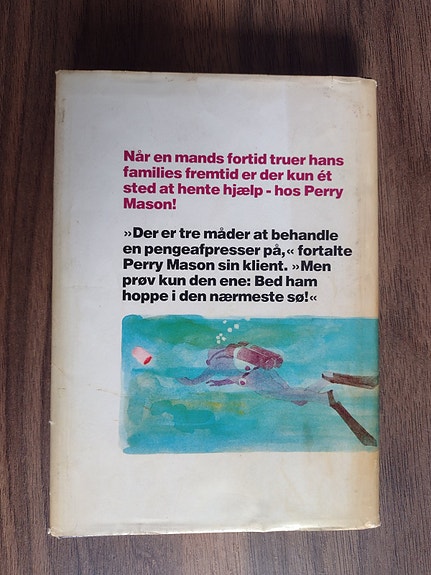 Når en mands fortid truer hans
families fremtid er der kun ét
sted at hente hjælp - hos Perry
Mason!
»Der er tre måder at behandle
en pengeafpresser på,« fortalte
Perry Mason sin klient. »Men
prøv kun den ene: Bed ham
hoppe i den nærmeste sø!«